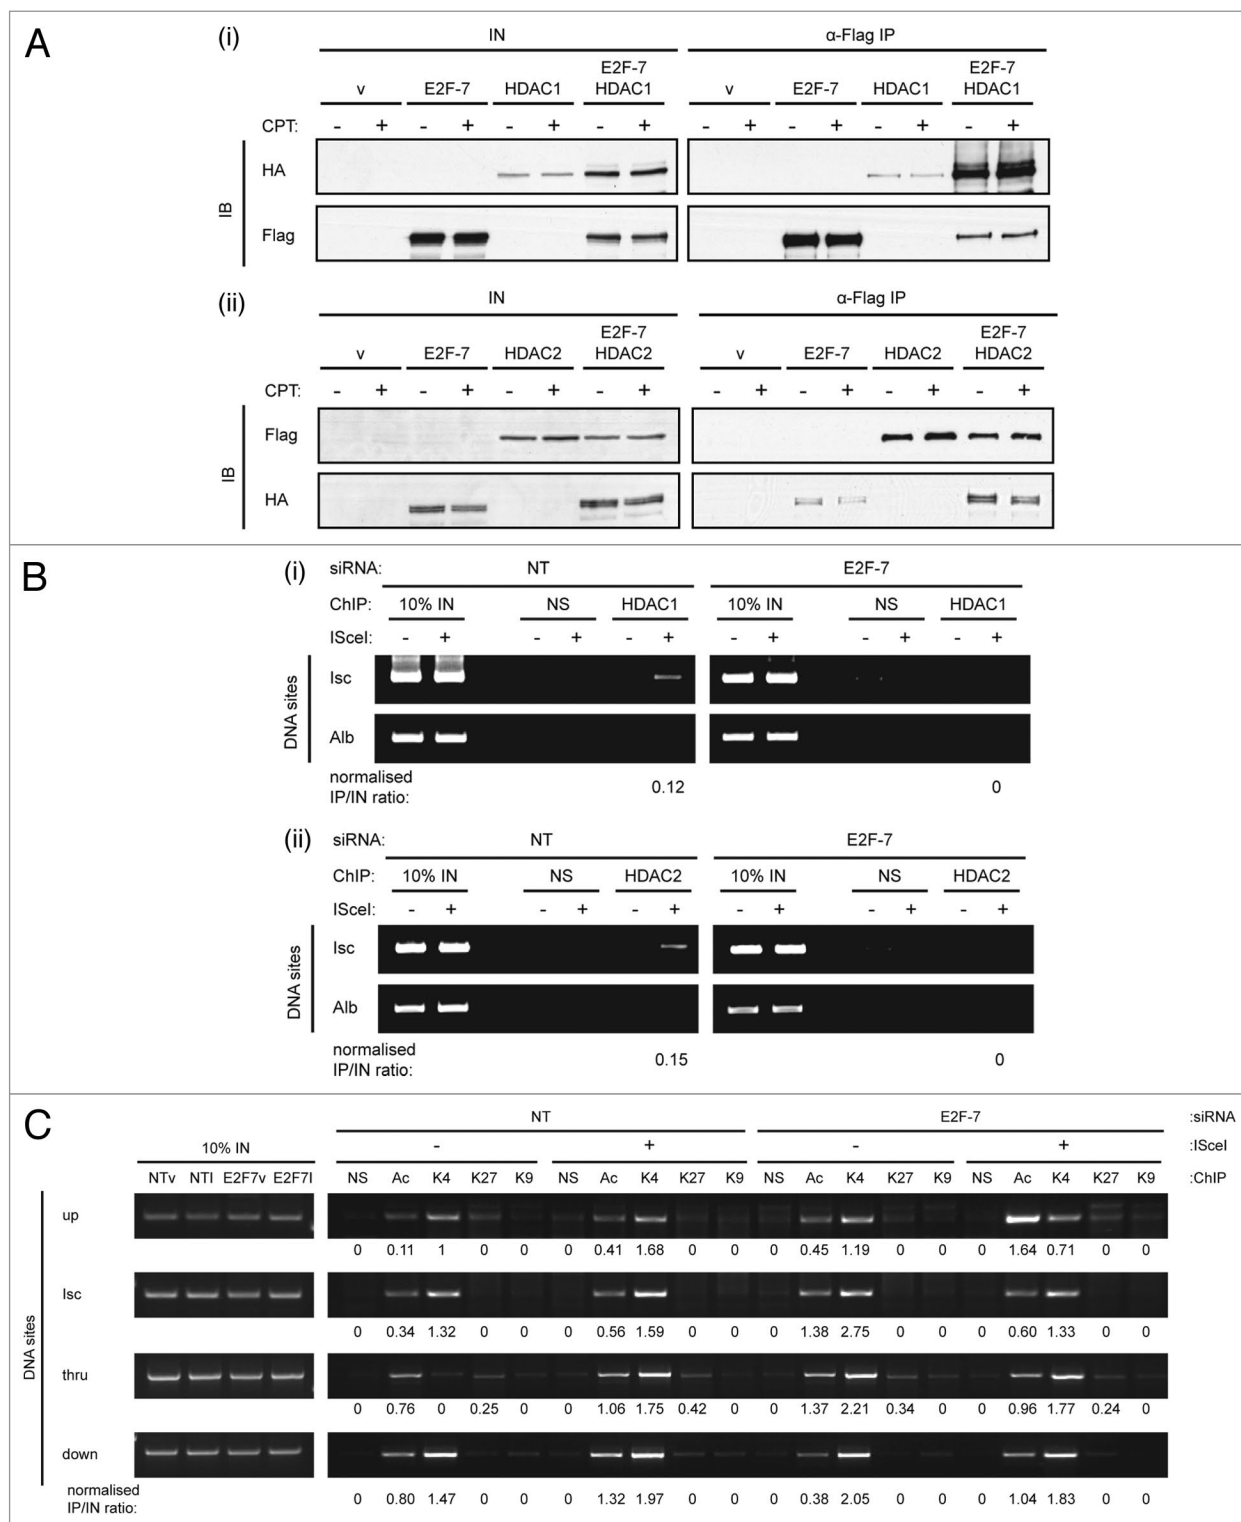 A
(i)
IN
α-Flag IP
v
E2F-7
HDAC1
E2F-7
HDAC1
v
E2F-7
HDAC1
E2F-7
HDAC1
CPT: - + - + - + - + - + - + - + - +
IB
HA
Flag
(ii)
IN
α-Flag IP
v
E2F-7
HDAC2
E2F-7
HDAC2
v
E2F-7
HDAC2
E2F-7
HDAC2
CPT: - + - + - + - + - + - + - + - +
IB
Flag
HA
B
(i)
siRNA: NT E2F-7
ChIP: 10% IN NS HDAC1 10% IN NS HDAC1
ISceI: - + - + - + - + - + - +
DNA sites
Isc
Alb
normalised
IP/IN ratio: 0.12 0
(ii)
siRNA: NT E2F-7
ChIP: 10% IN NS HDAC2 10% IN NS HDAC2
ISceI: - + - + - + - + - + - +
DNA sites
Isc
Alb
normalised
IP/IN ratio: 0.15 0
C
NT E2F-7 :siRNA
10% IN - + - + :ISceI
NTv NTI E2F7v E2F7I NS Ac K4 K27 K9 NS Ac K4 K27 K9 NS Ac K4 K27 K9 NS Ac K4 K27 K9 :ChIP
DNA sites
up
0 0.11 1 0 0 0 0.41 1.68 0 0 0 0.45 1.19 0 0 0 1.64 0.71 0 0
Isc
0 0.34 1.32 0 0 0 0.56 1.59 0 0 0 1.38 2.75 0 0 0 0.60 1.33 0 0
thru
0 0.76 0 0.25 0 0 1.06 1.75 0.42 0 0 1.37 2.21 0.34 0 0 0.96 1.77 0.24 0
down
normalised
IP/IN ratio: 0 0.80 1.47 0 0 0 1.32 1.97 0 0 0 0.38 2.05 0 0 0 1.04 1.83 0 0